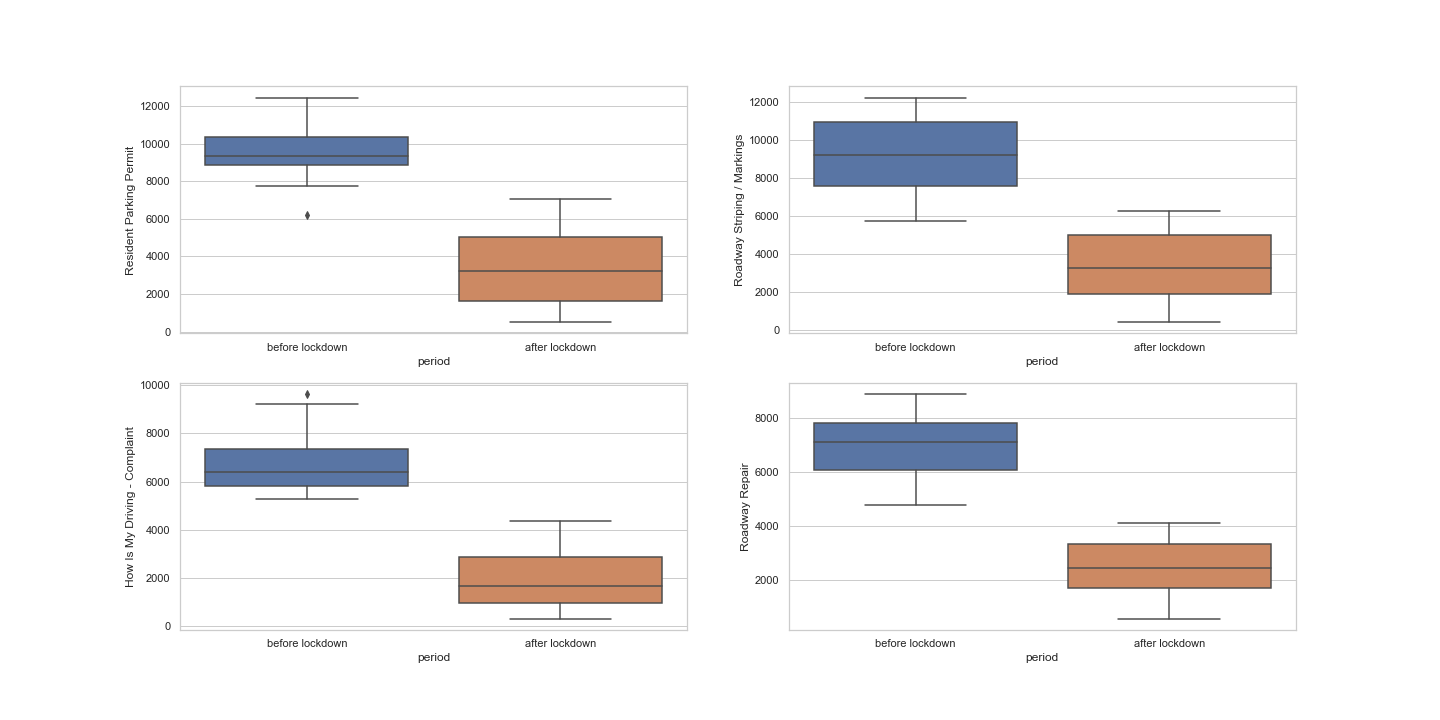 Resident Parking Permit
12000
10000
8000
6000
4000
2000
0
before lockdown
after lockdown
period
Roadway Striping / Markings
12000
10000
8000
6000
4000
2000
0
before lockdown
after lockdown
period
How Is My Driving - Complaint
10000
8000
6000
4000
2000
0
before lockdown
after lockdown
period
Roadway Repair
8000
6000
4000
2000
before lockdown
after lockdown
period